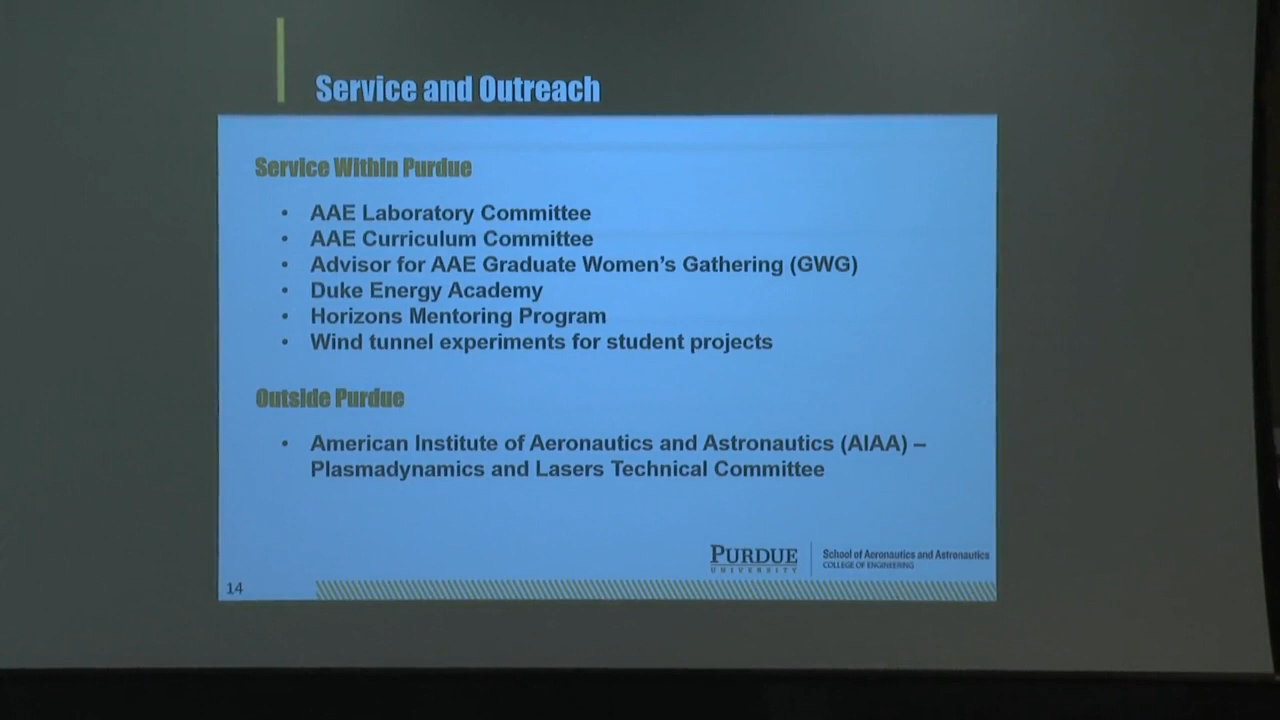 Service and Outreach
Service Within Purdue
• AAE Laboratory Committee
• AAE Curriculum Committee
• Advisor for AAE Graduate Women's Gathering (GWG)
• Duke Energy Academy
• Horizons Mentoring Program
• Wind tunnel experiments for student projects
Outside Purdue
• American Institute of Aeronautics and Astronautics (AIAA) –
Plasmadynamics and Lasers Technical Committee
PURDUE
UNIVERSITY
School of Aeronautics and Astronautics
COLLEGE OF ENGINEERING
14